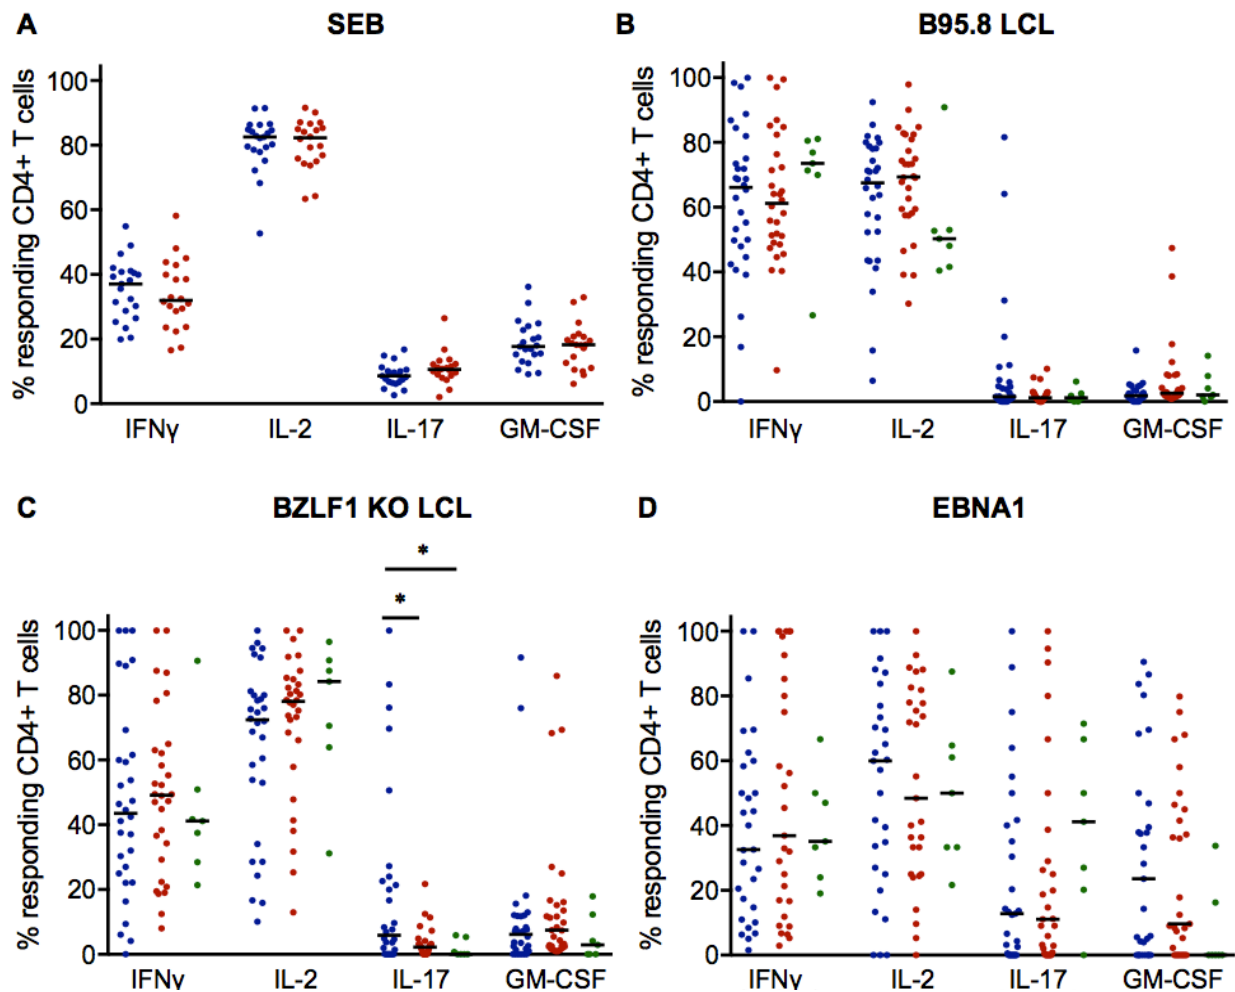 A SEB
% responding CD4+ T cells
100
80
60
40
20
0
IFNγ IL-2 IL-17 GM-CSF
B B95.8 LCL
% responding CD4+ T cells
100
80
60
40
20
0
IFNγ IL-2 IL-17 GM-CSF
C BZLF1 KO LCL
*
*
% responding CD4+ T cells
100
80
60
40
20
0
IFNγ IL-2 IL-17 GM-CSF
D EBNA1
% responding CD4+ T cells
100
80
60
40
20
0
IFNγ IL-2 IL-17 GM-CSF